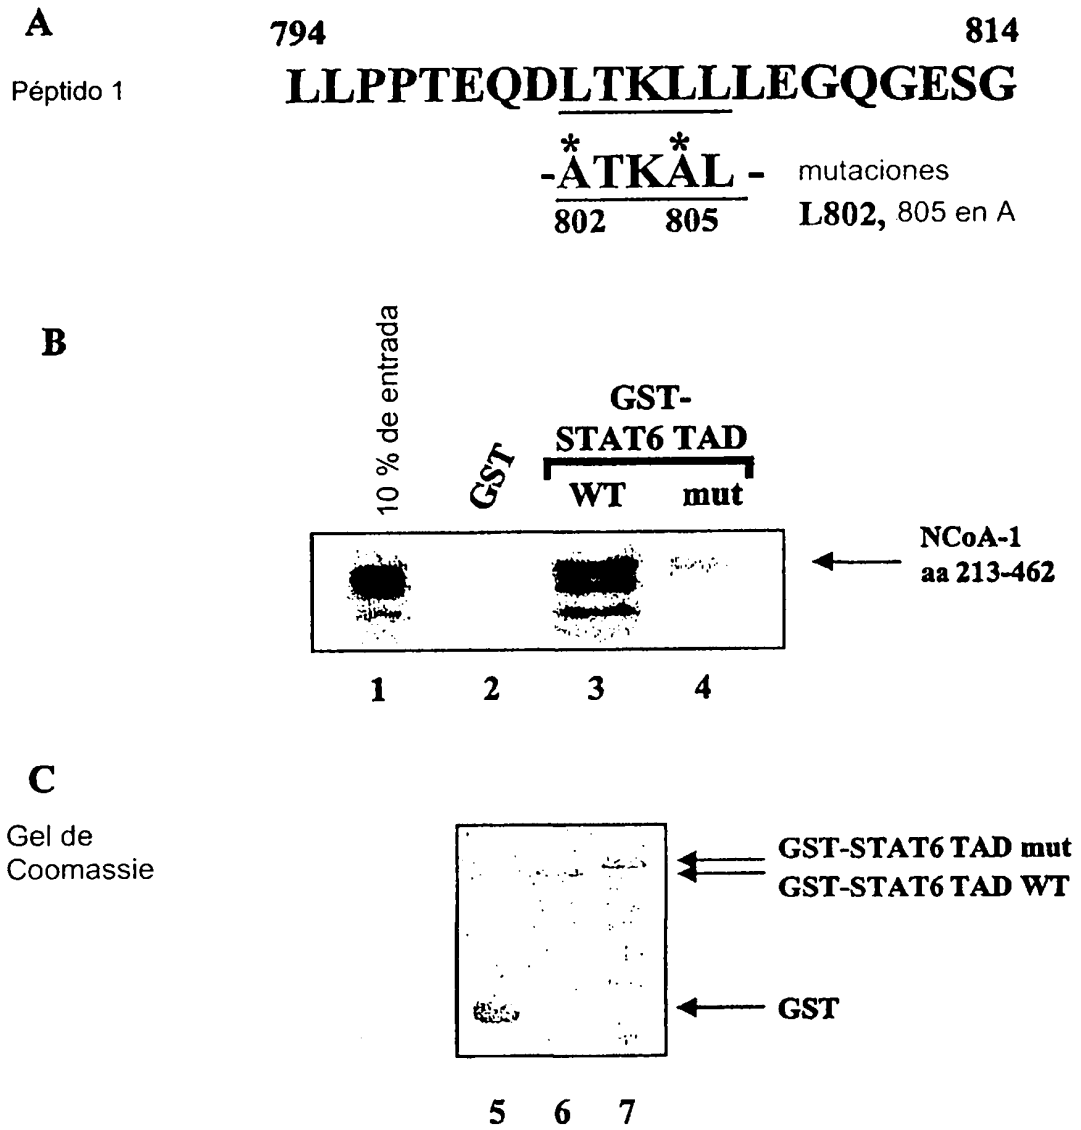 A
794 814
Péptido 1 LLPPTEQDLTKLLLEGQGESG
* *
-ATKAL - mutaciones
802 805 L802, 805 en A
B
10 % de entrada
GST
GST-
STAT6 TAD
WT mut
NCoA-1
aa 213-462
1 2 3 4
C
Gel de
Coomassie
GST-STAT6 TAD mut
GST-STAT6 TAD WT
GST
5 6 7